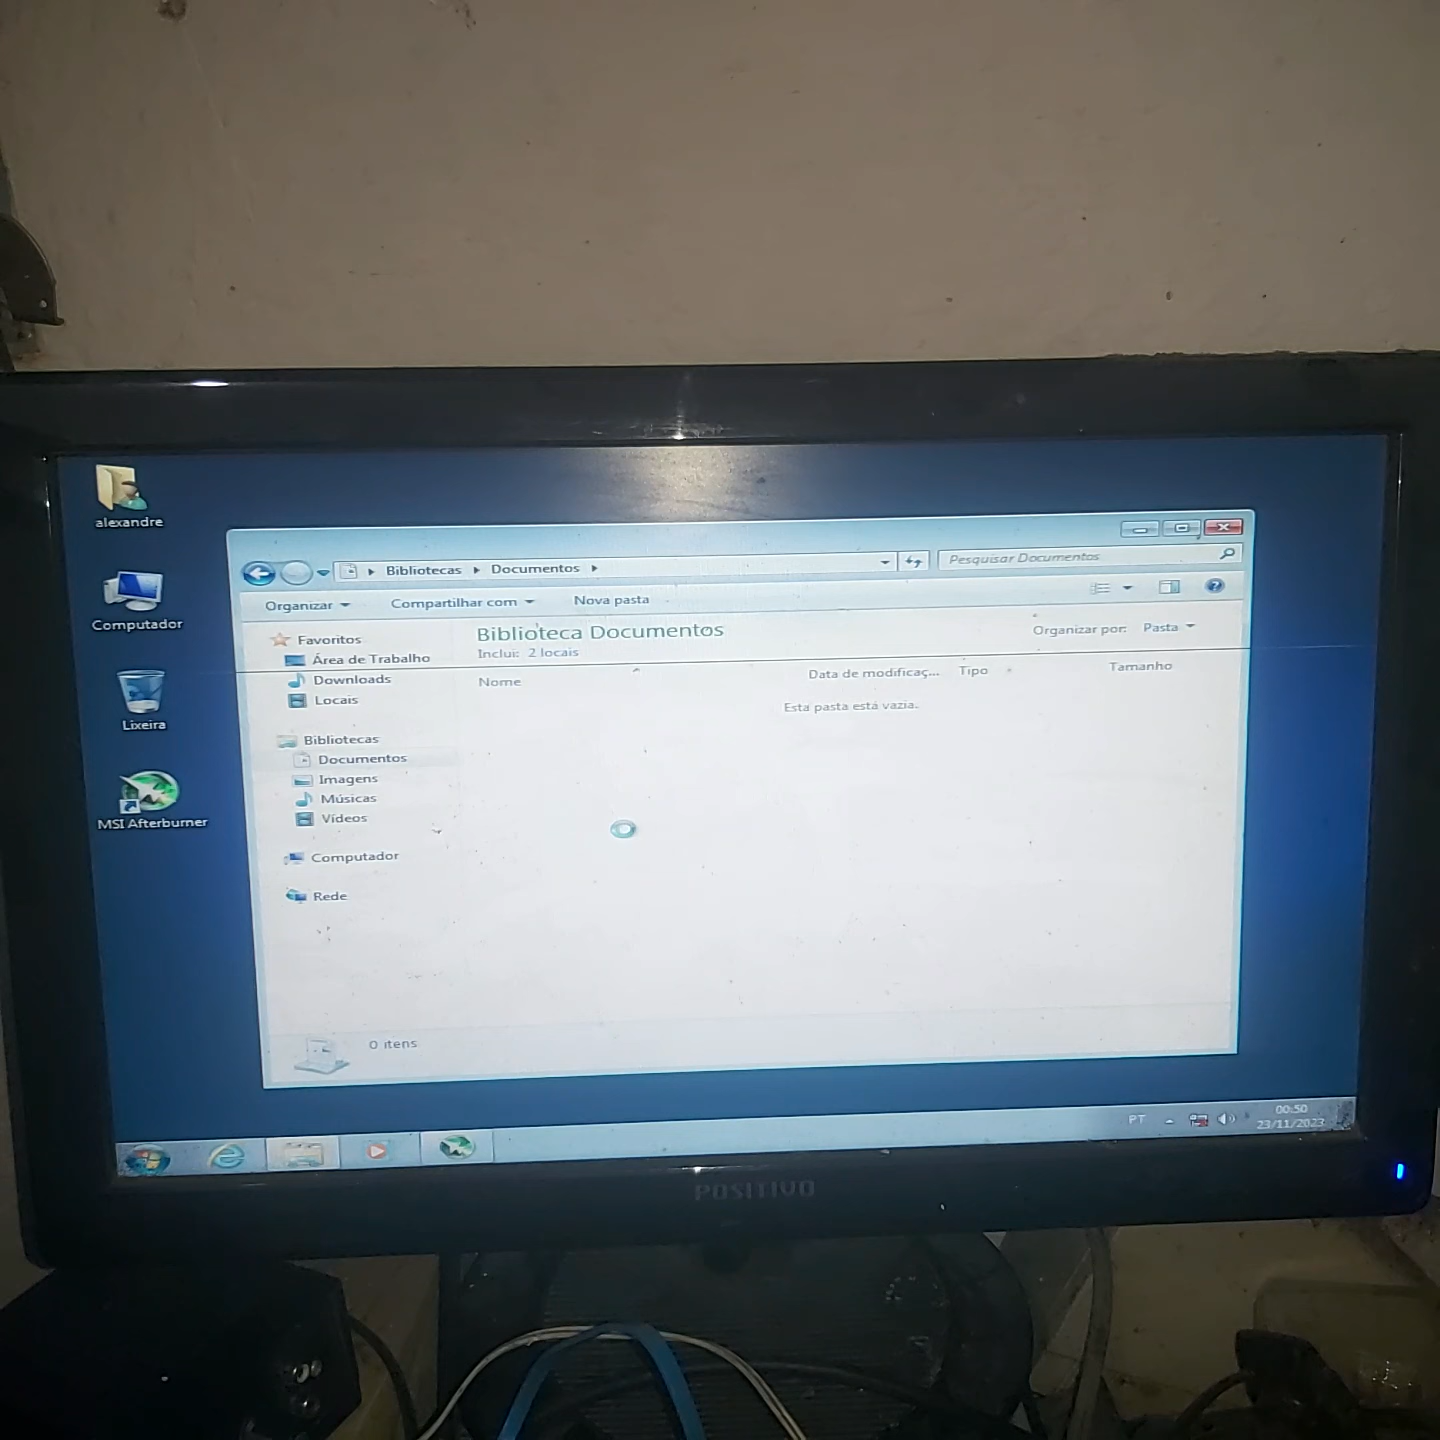 alexandre
Computador
Lixeira
MSI Afterburner
Bibliotecas Documentos
Pesquisar Documentos
Organizar Compartilhar com Nova pasta
Favoritos
Área de Trabalho
Downloads
Locais
Bibliotecas
Documentos
Imagens
Músicas
Vídeos
Computador
Rede
Biblioteca Documentos
Inclui: 2 locais
Organizar por: Pasta
Nome Data de modificaç... Tipo Tamanho
Esta pasta está vazia.
0 itens
PT
00:50
23/11/2023
POSITIVO